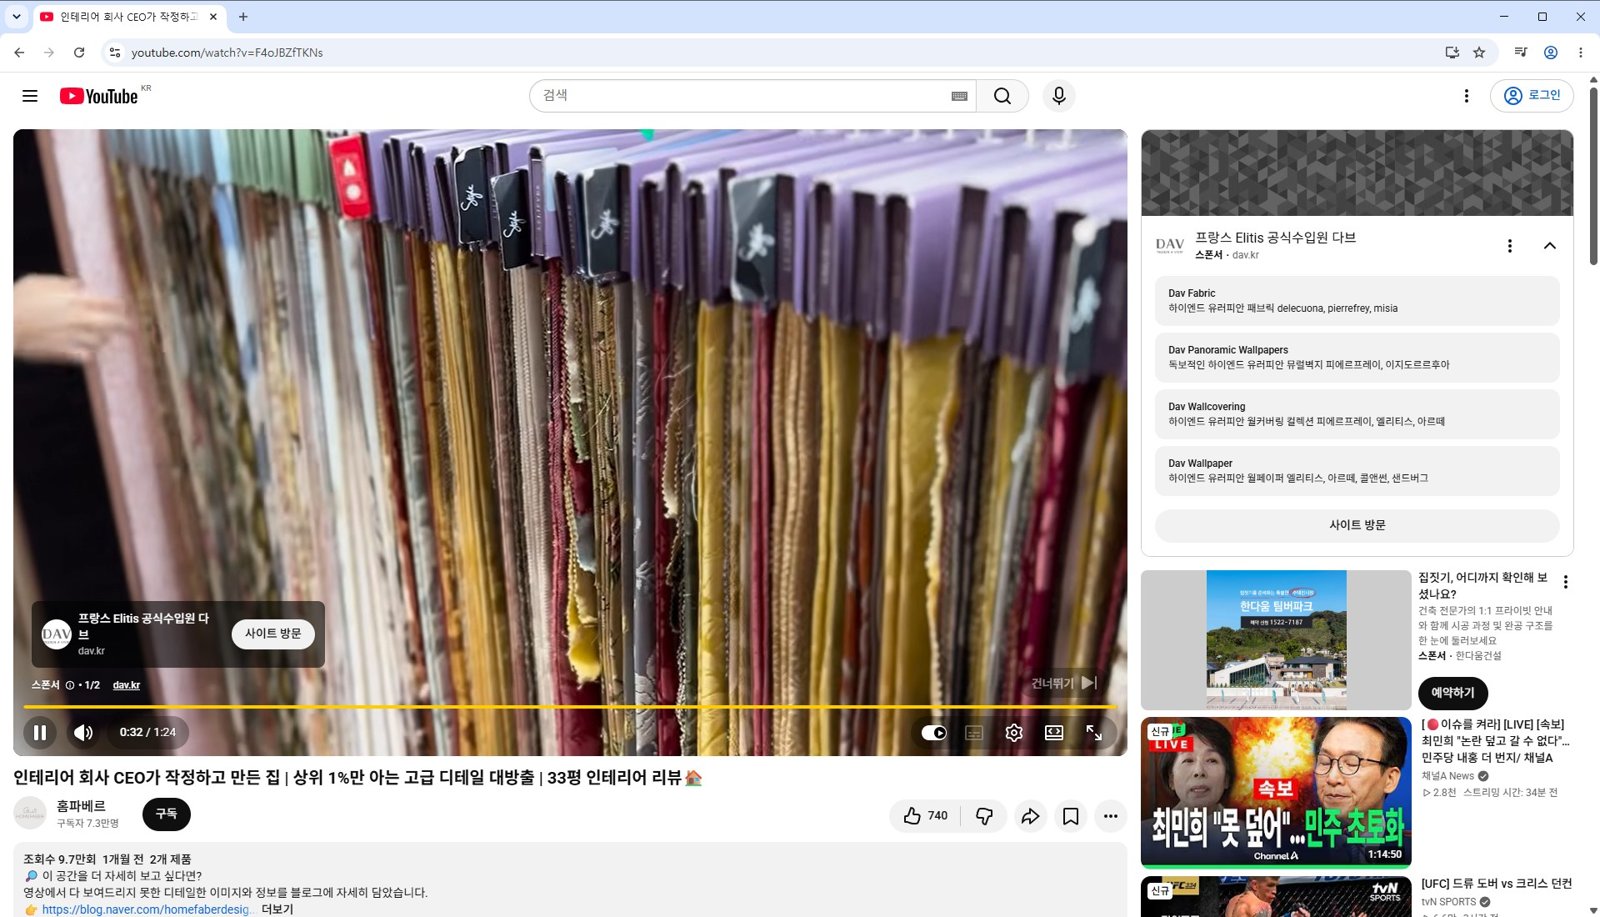 인테리어 회사 CEO가 작정하고
youtube.com/watch?v=F4oJBZfTKNs
YouTube KR
검색
로그인
Style
Style
Style
프랑스 Elitis 공식수입원 다브
dav.kr
DAV
사이트 방문
스폰서 · 1/2 dav.kr
건너뛰기
0:32 / 1:24
인테리어 회사 CEO가 작정하고 만든 집 | 상위 1%만 아는 고급 디테일 대방출 | 33평 인테리어 리뷰🏠
홈파베르
구독자 7.3만명
구독
740
조회수 9.7만회 1개월 전 2개 제품
🔎 이 공간을 더 자세히 보고 싶다면?
영상에서 다 보여드리지 못한 디테일한 이미지와 정보를 블로그에 자세히 담았습니다.
👉 https://blog.naver.com/homefaberdesig... 더보기
DAV
프랑스 Elitis 공식수입원 다브
스폰서 · dav.kr
Dav Fabric
하이엔드 유러피안 패브릭 delecuona, pierrefrey, misia
Dav Panoramic Wallpapers
독보적인 하이엔드 유러피안 뮤럴벽지 피에르프레이, 이지도르르후아
Dav Wallcovering
하이엔드 유러피안 월커버링 컬렉션 피에르프레이, 엘리티스, 아르떼
Dav Wallpaper
하이엔드 유러피안 월페이퍼 엘리티스, 아르떼, 콜앤썬, 샌드버그
사이트 방문
한다움 팀버파크
예약 신청 1522-7187
집짓기, 어디까지 확인해 보
셨나요?
건축 전문가의 1:1 프라이빗 안내
와 함께 시공 과정 및 완공 구조를
한 눈에 둘러보세요
스폰서 · 한다움건설
예약하기
신규
LIVE
속보
최민희 "못 덮어"...민주 초토화
Channel A
1:14:50
[🔴이슈를 켜라] [LIVE] [속보]
최민희 "논란 덮고 갈 수 없다"...
민주당 내홍 더 번지/ 채널A
채널A News
2.8천 스트리밍 시간: 34분 전
신규
tvN
SPORTS
[UFC] 드류 도버 vs 크리스 던컨
tvN SPORTS